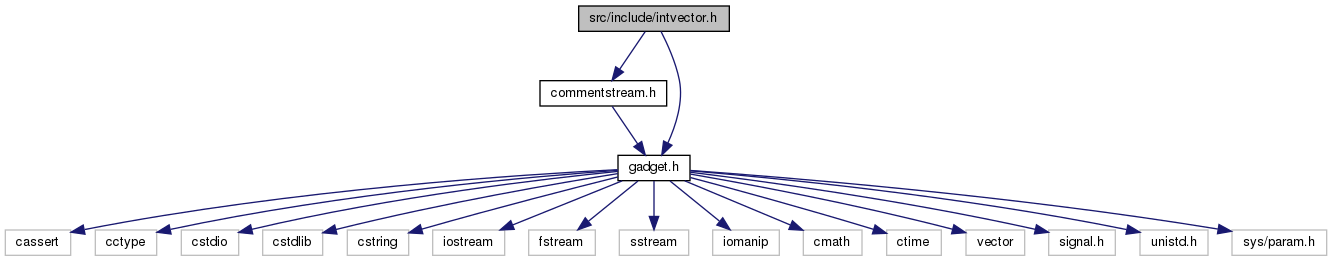 src/include/intvector.h
commentstream.h
gadget.h
cassert
cctype
cstdio
cstdlib
cstring
iostream
fstream
sstream
iomanip
cmath
ctime
vector
signal.h
unistd.h
sys/param.h